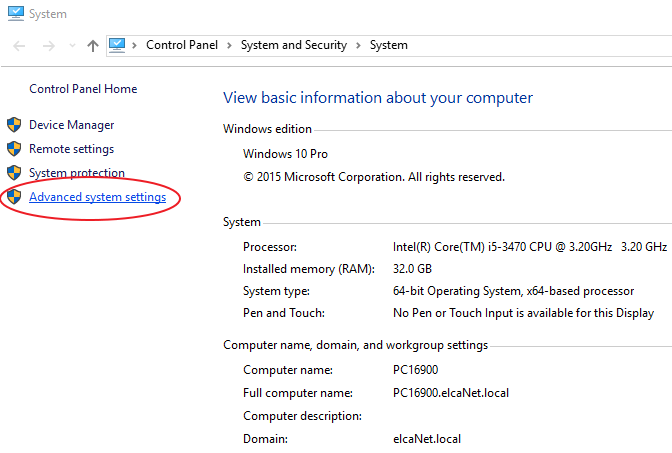 System
Control Panel > System and Security > System
Control Panel Home
Device Manager
Remote settings
System protection
Advanced system settings
View basic information about your computer
Windows edition
Windows 10 Pro
© 2015 Microsoft Corporation. All rights reserved.
System
Processor: Intel(R) Core(TM) i5-3470 CPU @ 3.20GHz 3.20 GHz
Installed memory (RAM): 32.0 GB
System type: 64-bit Operating System, x64-based processor
Pen and Touch: No Pen or Touch Input is available for this Display
Computer name, domain, and workgroup settings
Computer name: PC16900
Full computer name: PC16900.elcaNet.local
Computer description:
Domain: elcaNet.local